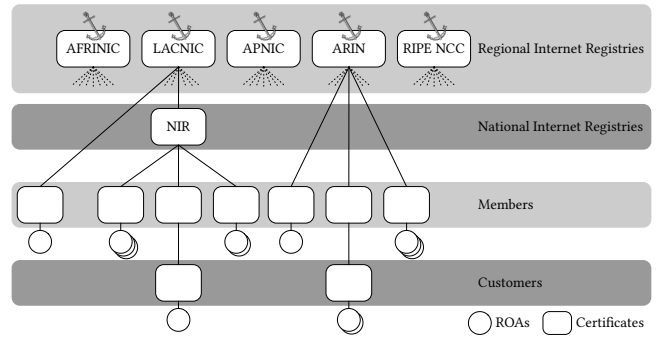 AFRINIC LACNIC APNIC ARIN RIPE NCC Regional Internet Registries
NIR National Internet Registries
Members
Customers
ROAs Certificates